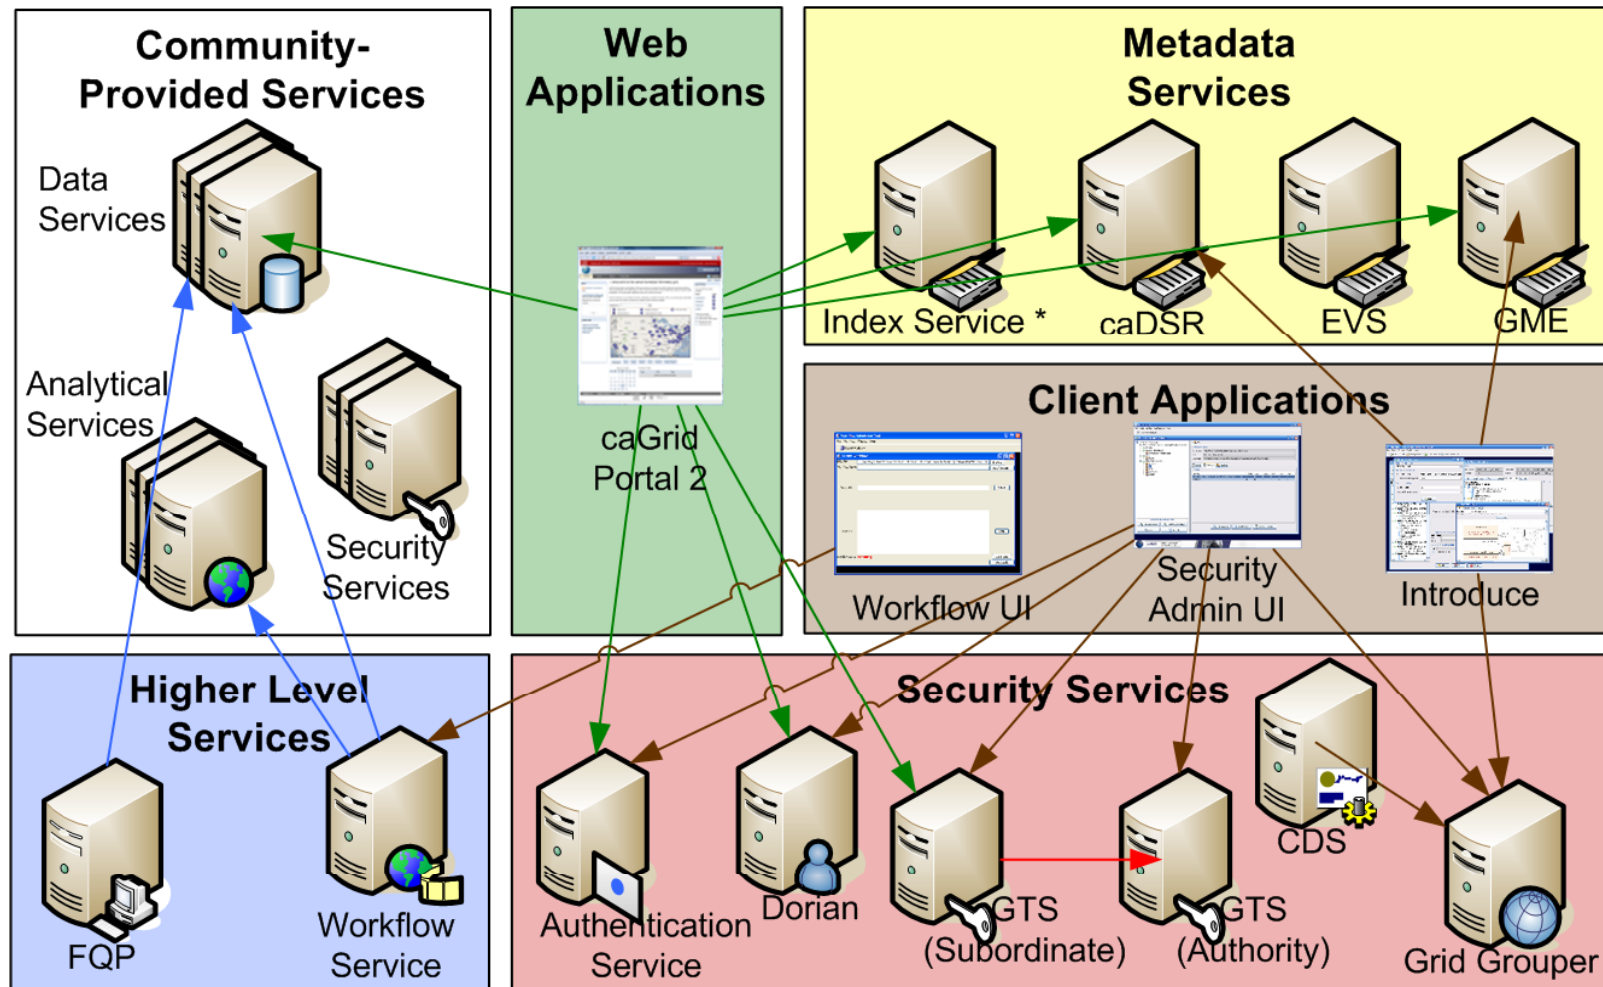 Community-
Provided Services
Data
Services
Analytical
Services
Security
Services
Web
Applications
caGrid
Portal 2
Metadata
Services
Index Service *
caDSR
EVS
GME
Client Applications
Workflow UI
Security
Admin UI
Introduce
Higher Level
Services
FQP
Workflow
Service
Security Services
Authentication
Service
Dorian
GTS
(Subordinate)
GTS
(Authority)
CDS
Grid Grouper